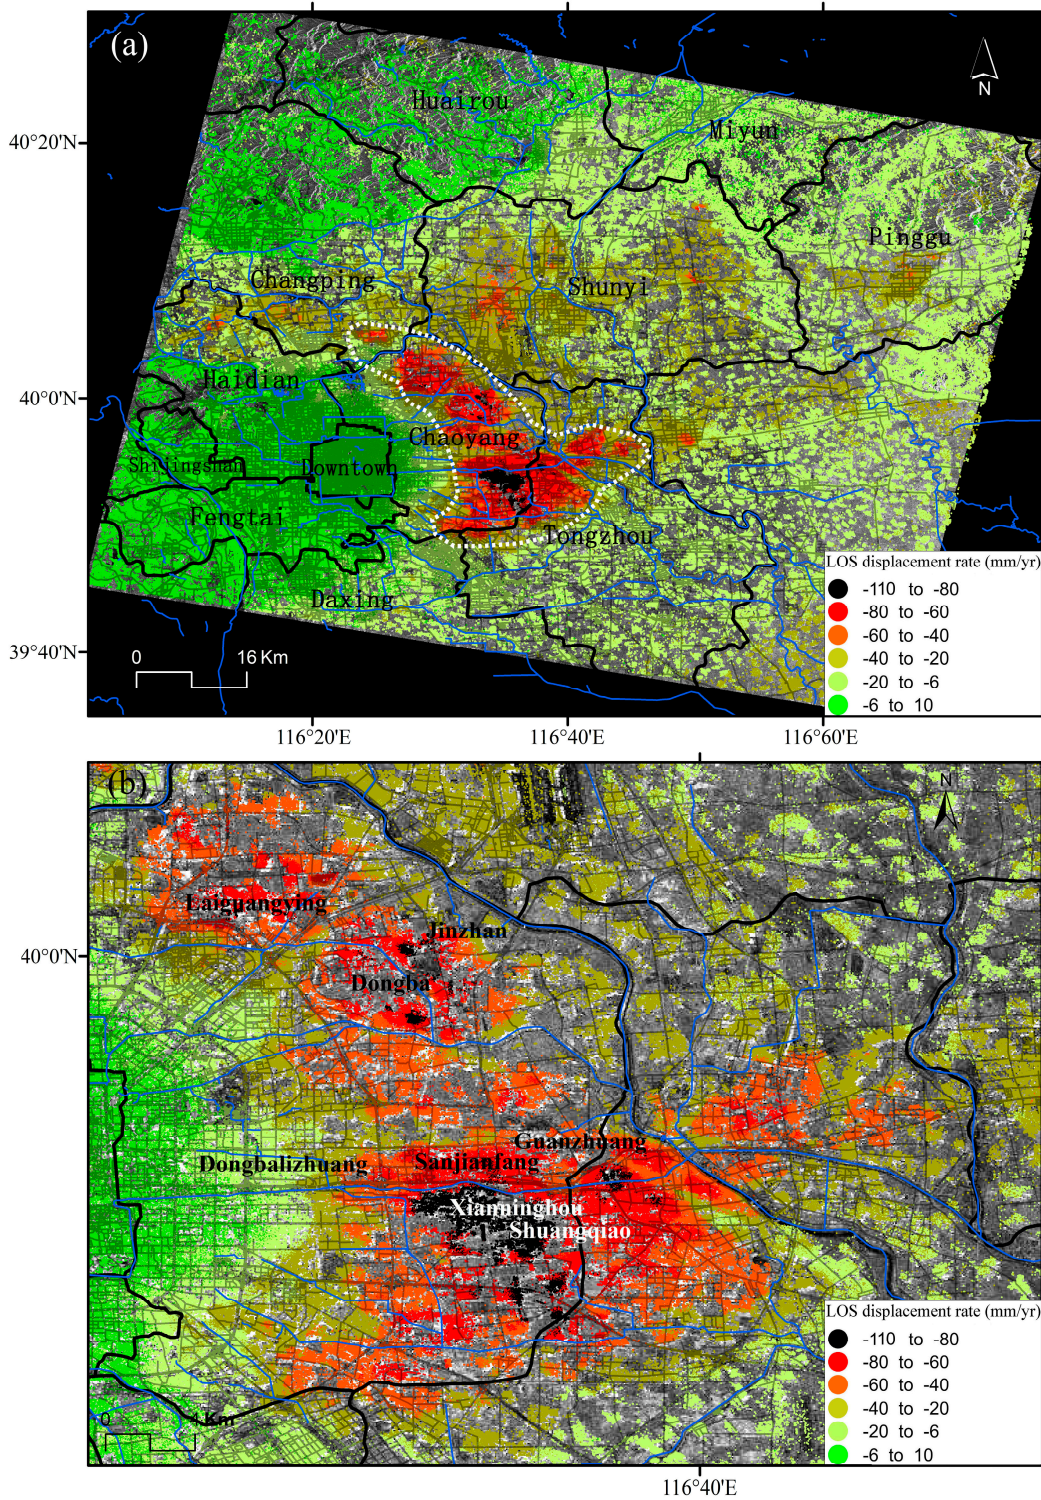 (a)
N
Huairou
Miyun
40°20'N
Pinggu
Changping
Shunyi
Haidian
40°0'N
Chaoyang
Shijingshan
Downtown
Fengtai
Tongzhou
Daxing
39°40'N
0 16 Km
LOS displacement rate (mm/yr)
-110 to -80
-80 to -60
-60 to -40
-40 to -20
-20 to -6
-6 to 10
116°20'E 116°40'E 116°60'E
(b)
N
Laiguangying
Jinzhan
40°0'N
Dongba
Guanzhuang
Dongbalizhuang
Sanjianfang
Xianninghou
Shuangqiao
LOS displacement rate (mm/yr)
-110 to -80
-80 to -60
-60 to -40
-40 to -20
-20 to -6
-6 to 10
0 4 Km
116°40'E